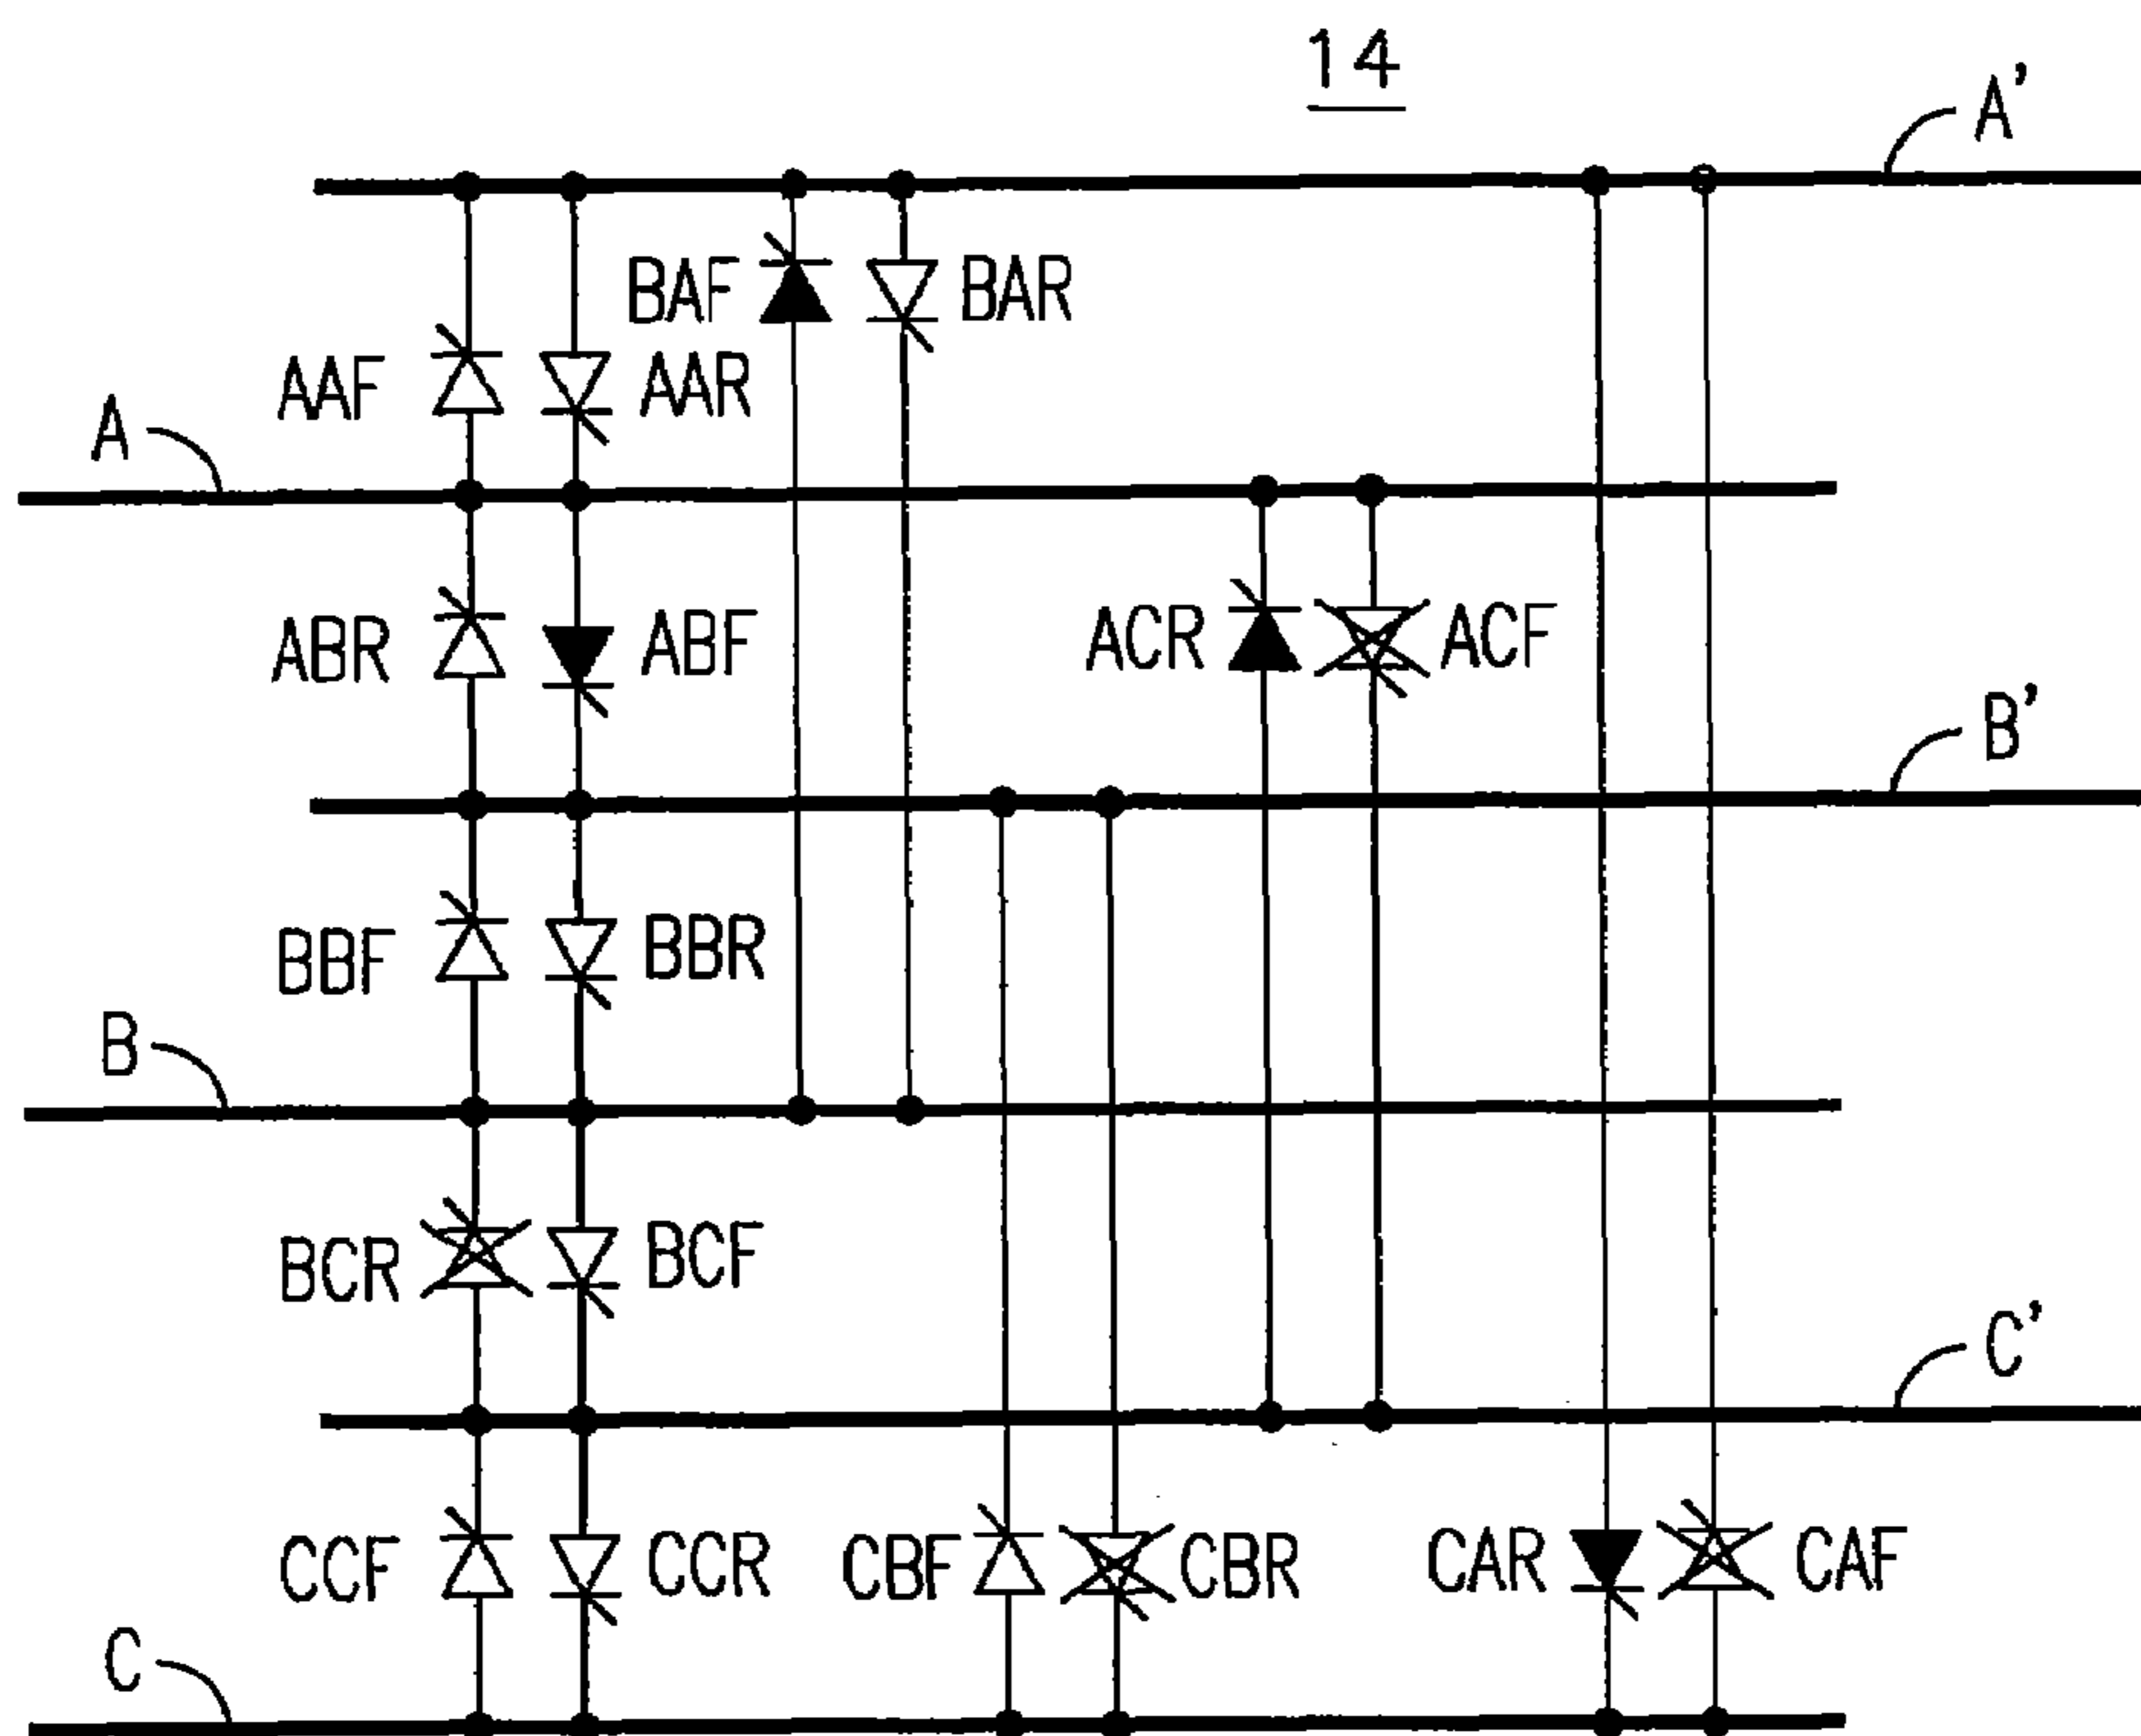 14
A'
BAF BAR
AAF AAR
A
ABR ABF ACR ACF
B'
BBF BBR
B
BCR BCF
C'
CCF CCR CBF CBR CAR CAF
C